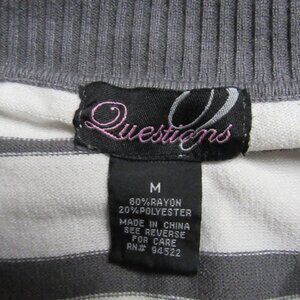 Questions
M
80%RAYON
20%POLYESTER
MADE IN CHINA
SEE REVERSE
FOR CARE
RN# 94522